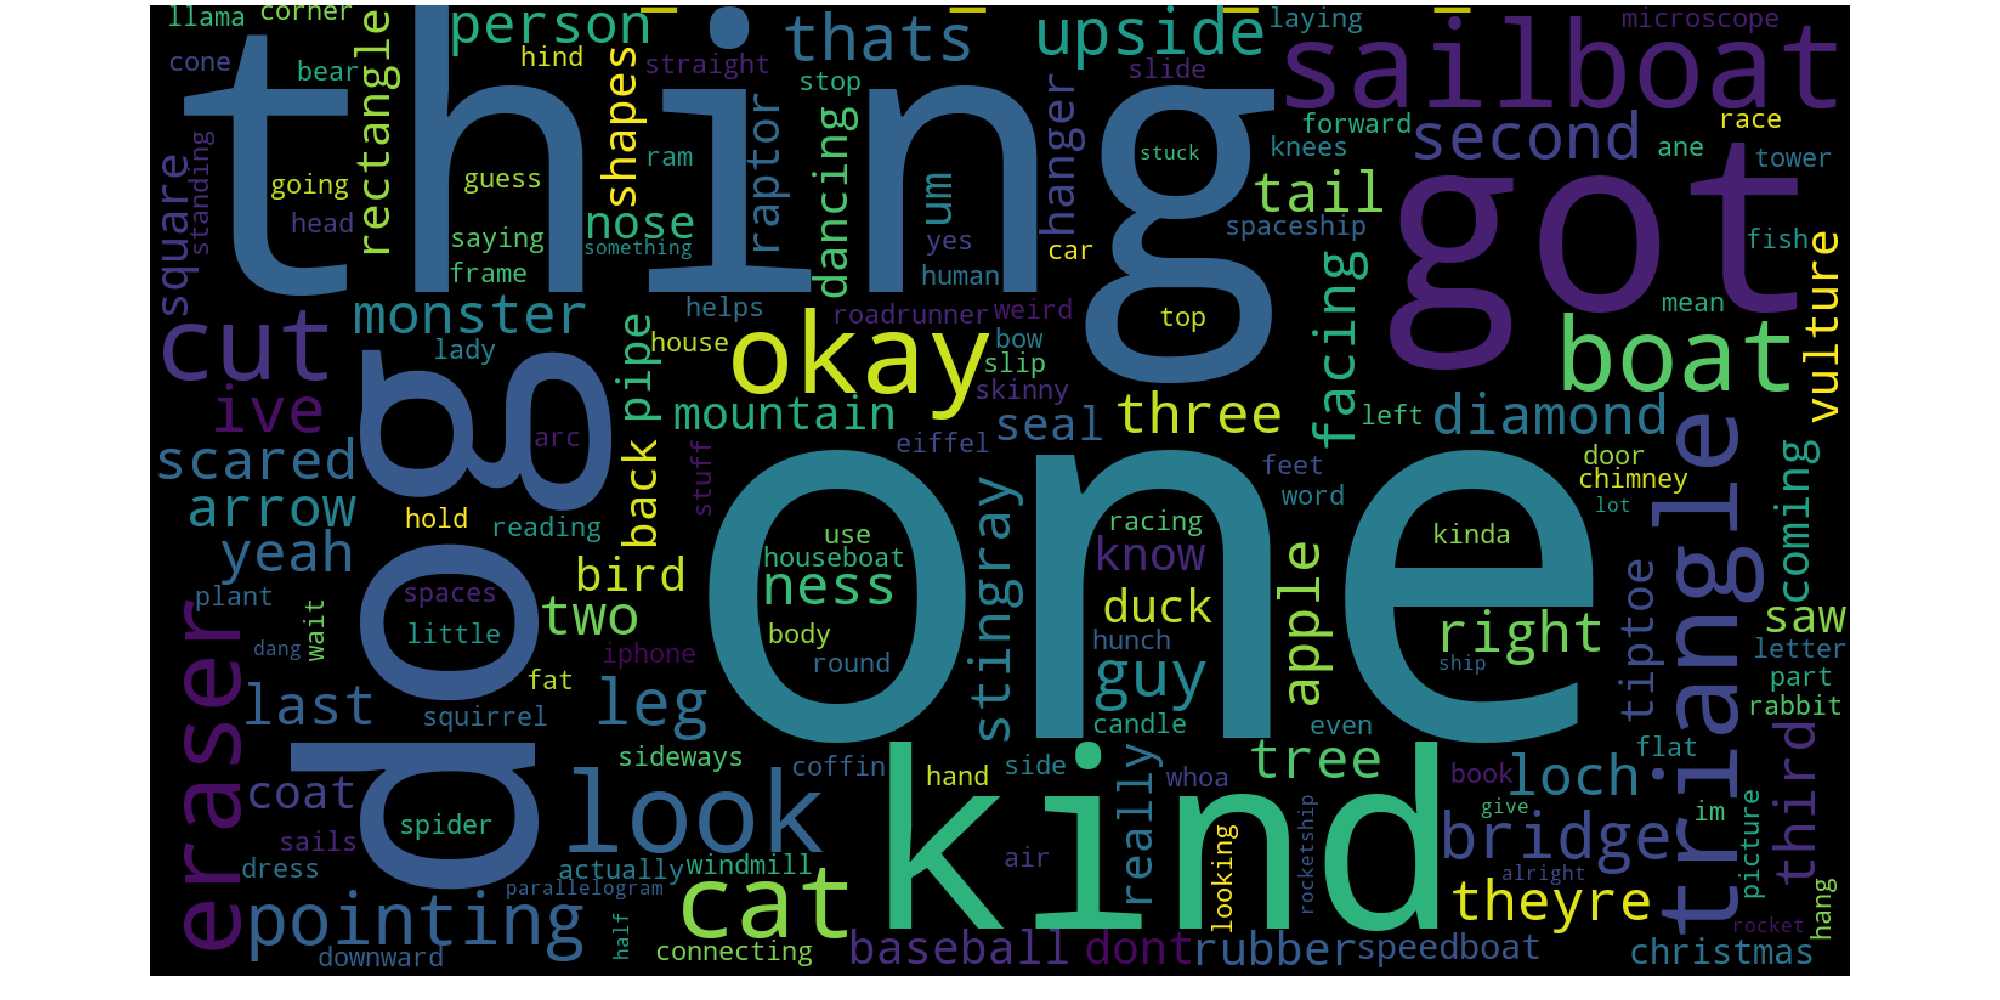 llama
corner
person
thats
upside
laying
microscope
thing
sailboat
cone
bear
rectangle
hind
shapes
straight
stop
slide
hanger
raptor
dancing
forward
second
race
square
standing
going
guess
ram
um
stuck
knees
tail
ane
tower
head
saying
nose
something
yes
car
spaceship
got
fish
vulture
frame
human
facing
monster
helps
roadrunner
weird
top
mean
cut
lady
house
okay
bow
slip
boat
ive
dog
pipe
mountain
skinny
seal
three
left
diamond
triangle
scared
arc
back
stuff
eiffel
one
feet
door
chimney
coming
arrow
hold
reading
stingray
word
lot
yeah
bird
use
houseboat
racing
know
kinda
plant
spaces
two
ness
duck
apple
right
tiptoe
saw
eraser
dang
wait
little
body
hunch
ship
letter
iphone
round
guy
part
last
fat
squirrel
leg
candle
even
rabbit
sideways
coffin
hand
side
really
whoa
tree
flat
third
coat
look
kind
book
loch
spider
rocketship
give
im
picture
sails
bridge
dress
actually
windmill
air
looking
alright
parallelogram
cat
theyre
hang
pointing
half
rocket
downward
connecting
baseball
dont
rubber
speedboat
christmas